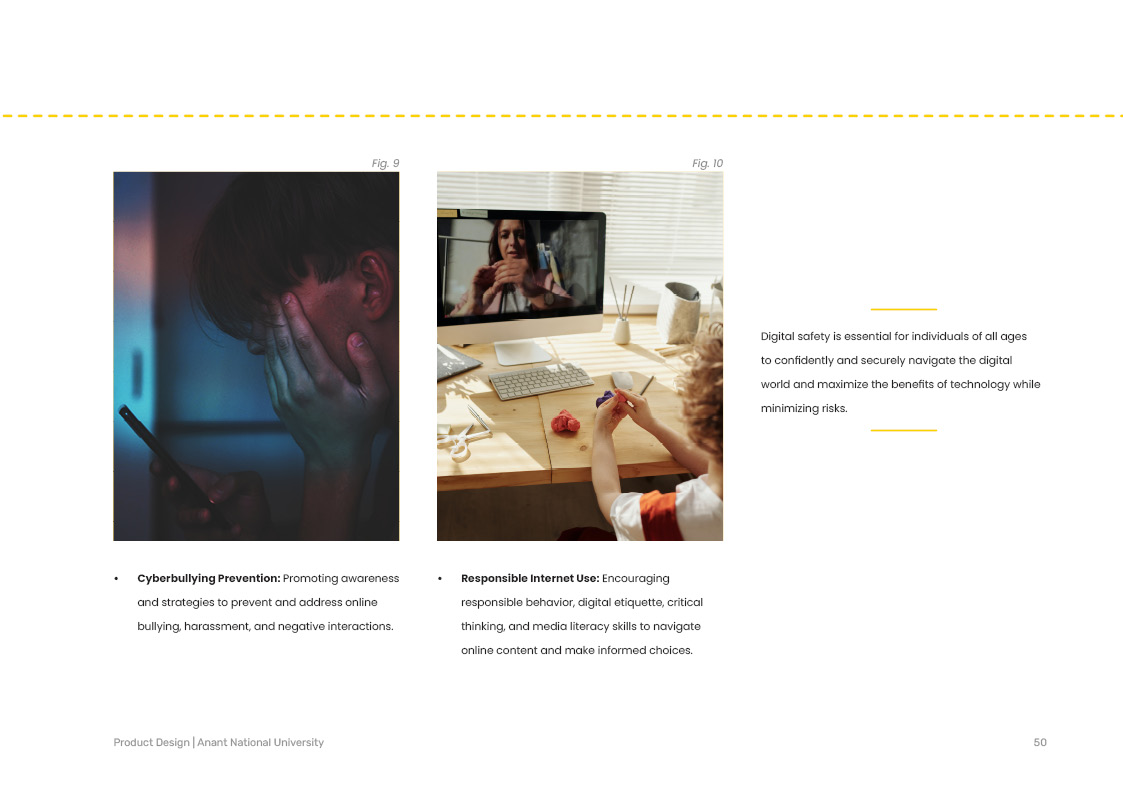 Fig. 9
Fig. 10
Digital safety is essential for individuals of all ages
to confidently and securely navigate the digital
world and maximize the benefits of technology while
minimizing risks.
• Cyberbullying Prevention: Promoting awareness
and strategies to prevent and address online
bullying, harassment, and negative interactions.
• Responsible Internet Use: Encouraging
responsible behavior, digital etiquette, critical
thinking, and media literacy skills to navigate
online content and make informed choices.
Product Design | Anant National University
50